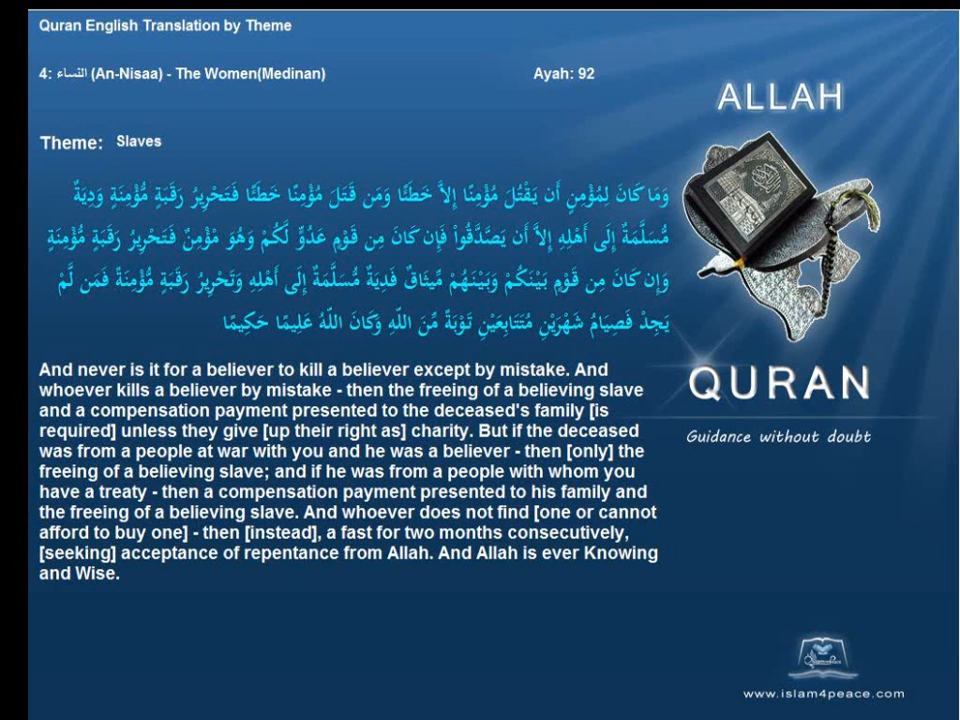 Quran English Translation by Theme
4: النساء (An-Nisaa) - The Women(Medinan) Ayah: 92
Theme: Slaves
وَمَا كَانَ لِمُؤْمِنٍ أَن يَقْتُلَ مُؤْمِنًا إِلاَّ خَطَئًا وَمَن قَتَلَ مُؤْمِنًا خَطَئًا فَتَحْرِيرُ رَقَبَةٍ مُّؤْمِنَةٍ وَدِيَةٌ
مُّسَلَّمَةٌ إِلَى أَهْلِهِ إِلاَّ أَن يَصَّدَّقُواْ فَإِن كَانَ مِن قَوْمٍ عَدُوٍّ لَّكُمْ وَهُوَ مْؤْمِنٌ فَتَحْرِيرُ رَقَبَةٍ مُّؤْمِنَةٍ
وَإِن كَانَ مِن قَوْمٍ بَيْنَكُمْ وَبَيْنَهُمْ مِّيثَاقٌ فَدِيَةٌ مُّسَلَّمَةٌ إِلَى أَهْلِهِ وَتَحْرِيرُ رَقَبَةٍ مُّؤْمِنَةً فَمَن لَّمْ
يَجِدْ فَصِيَامُ شَهْرَيْنِ مُتَتَابِعَيْنِ تَوْبَةً مِّنَ اللّهِ وَكَانَ اللّهُ عَلِيمًا حَكِيمًا
And never is it for a believer to kill a believer except by mistake. And
whoever kills a believer by mistake - then the freeing of a believing slave
and a compensation payment presented to the deceased's family [is
required] unless they give [up their right as] charity. But if the deceased
was from a people at war with you and he was a believer - then [only] the
freeing of a believing slave; and if he was from a people with whom you
have a treaty - then a compensation payment presented to his family and
the freeing of a believing slave. And whoever does not find [one or cannot
afford to buy one] - then [instead], a fast for two months consecutively,
[seeking] acceptance of repentance from Allah. And Allah is ever Knowing
and Wise.
ALLAH
QURAN
Guidance without doubt
www.islam4peace.com